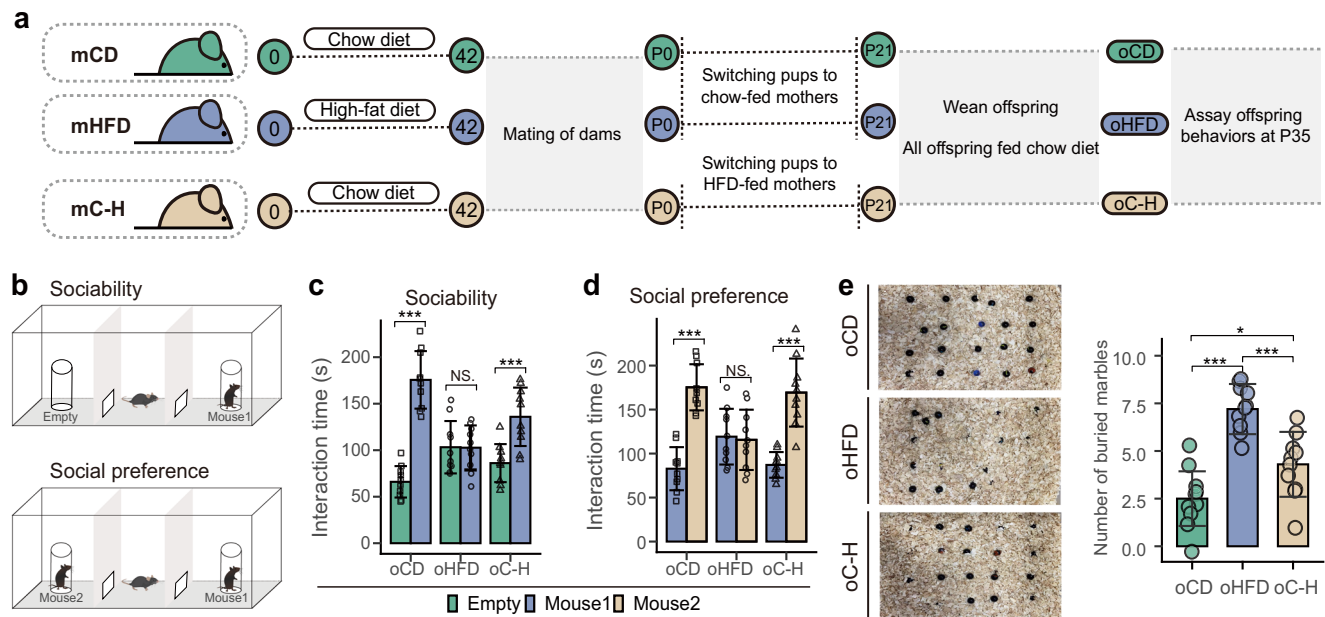 a
mCD
0
Chow diet
42
P0
Switching pups to
chow-fed mothers
P21
oCD
mHFD
0
High-fat diet
42
Mating of dams
P0
P21
Wean offspring
All offspring fed chow diet
oHFD
Assay offspring
behaviors at P35
mC-H
0
Chow diet
42
P0
Switching pups to
HFD-fed mothers
P21
oC-H
b
Sociability
Empty
Mouse1
Social preference
Mouse2
Mouse1
c
Sociability
Interaction time (s)
200
150
100
50
0
***
NS.
***
oCD
oHFD
oC-H
d
Social preference
Interaction time (s)
200
150
100
50
0
***
NS.
***
oCD
oHFD
oC-H
Empty
Mouse1
Mouse2
e
oCD
oHFD
oC-H
Number of buried marbles
10.0
7.5
5.0
2.5
0.0
*
***
***
oCD
oHFD
oC-H